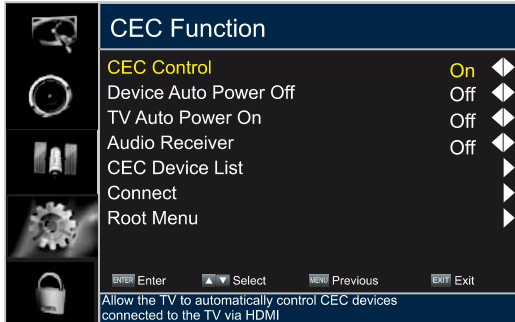 CEC Function
CEC Control On
Device Auto Power Off Off
TV Auto Power On Off
Audio Receiver Off
CEC Device List
Connect
Root Menu
ENTER Enter Select MENU Previous EXIT Exit
Allow the TV to automatically control CEC devices
connected to the TV via HDMI